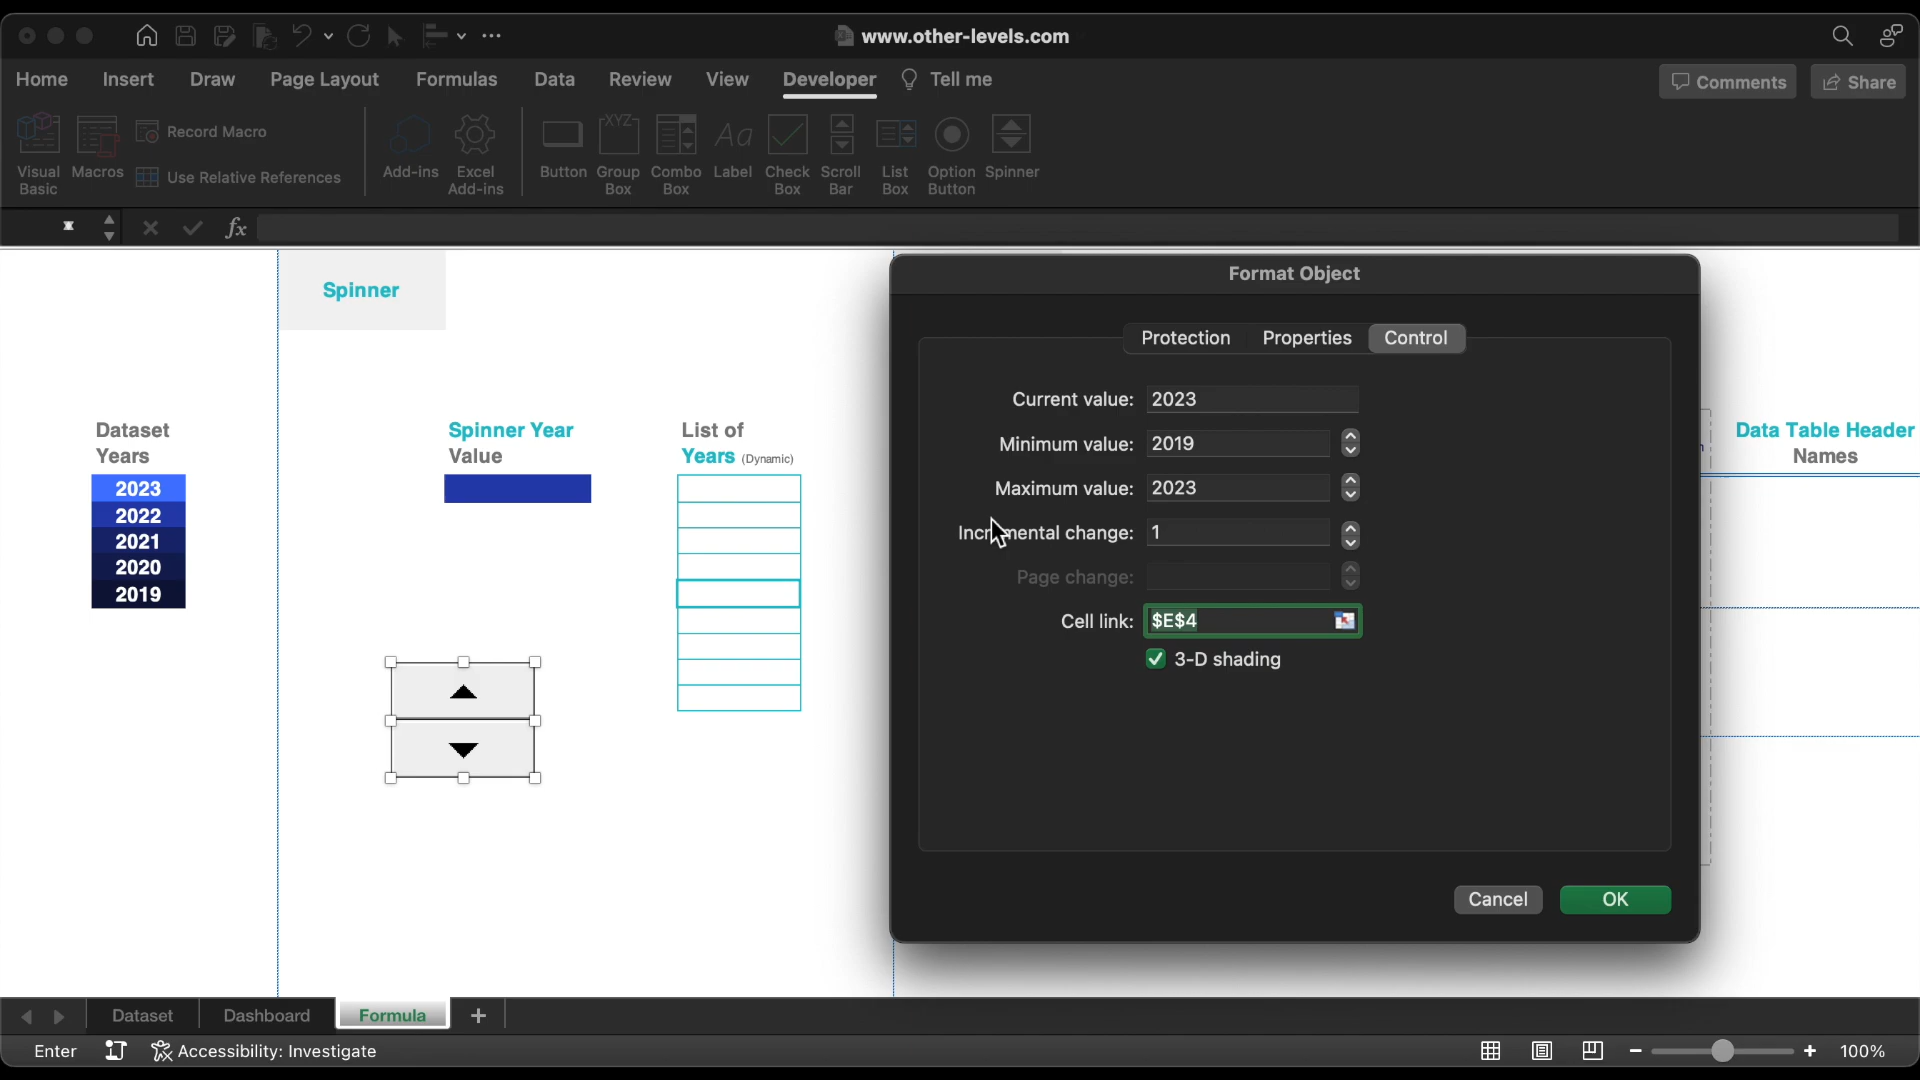 www.other-levels.com
Home Insert Draw Page Layout Formulas Data Review View Developer Tell me Comments Share
Visual Basic
Macros
Record Macro
Use Relative References
Add-ins
Excel Add-ins
Button
XYZ
Group Box
Combo Box
Aa
Label
Check Box
Scroll Bar
List Box
Option Button
Spinner
fx
Spinner
Dataset
Years
2023
2022
2021
2020
2019
Spinner Year
Value
List of
Years (Dynamic)
Format Object
Protection Properties Control
Current value: 2023
Minimum value: 2019
Maximum value: 2023
Incremental change: 1
Page change:
Cell link: $E$4
3-D shading
Cancel OK
Data Table Header
Names
Dataset Dashboard Formula +
Enter Accessibility: Investigate 100%